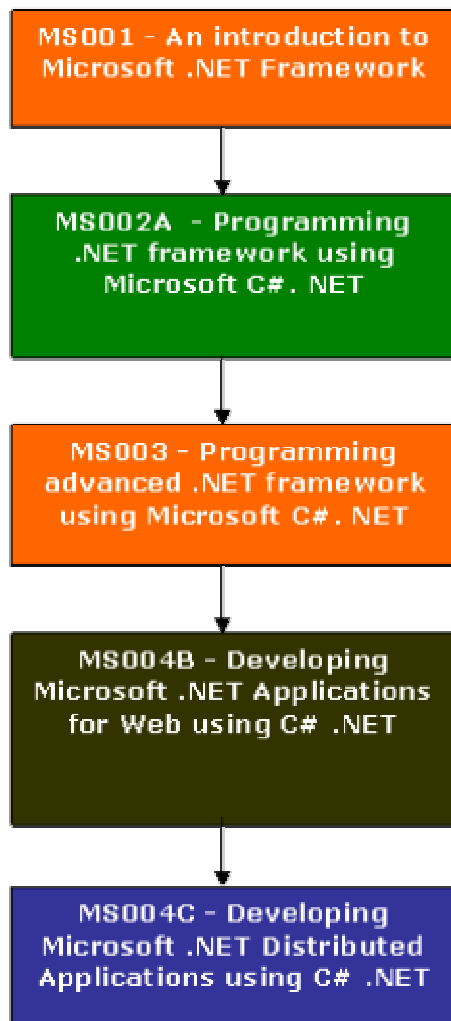 MS001 - An introduction to
Microsoft .NET Framework
MS002A - Programming
.NET framework using
Microsoft C#. NET
MS003 - Programming
advanced .NET framework
using Microsoft C#. NET
MS004B - Developing
Microsoft .NET Applications
for Web using C# .NET
MS004C - Developing
Microsoft .NET Distributed
Applications using C# .NET